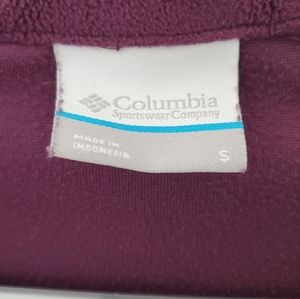 Columbia
Sportswear Company
MADE IN
INDONESIA
S